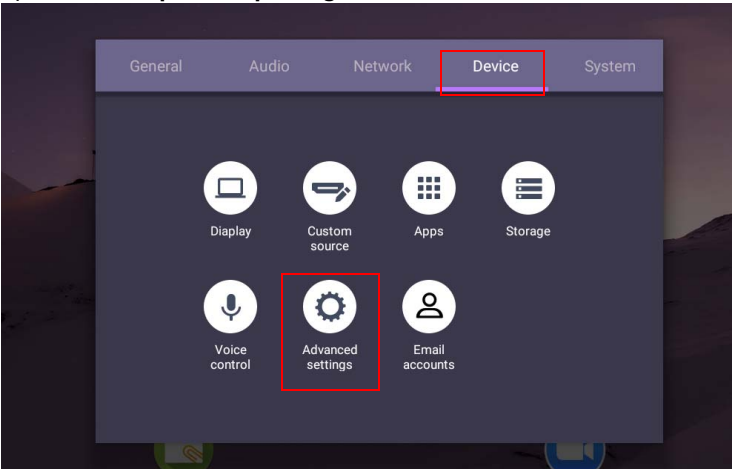 General Audio Network Device System
Diaplay Custom source Apps Storage
Voice control Advanced settings Email accounts